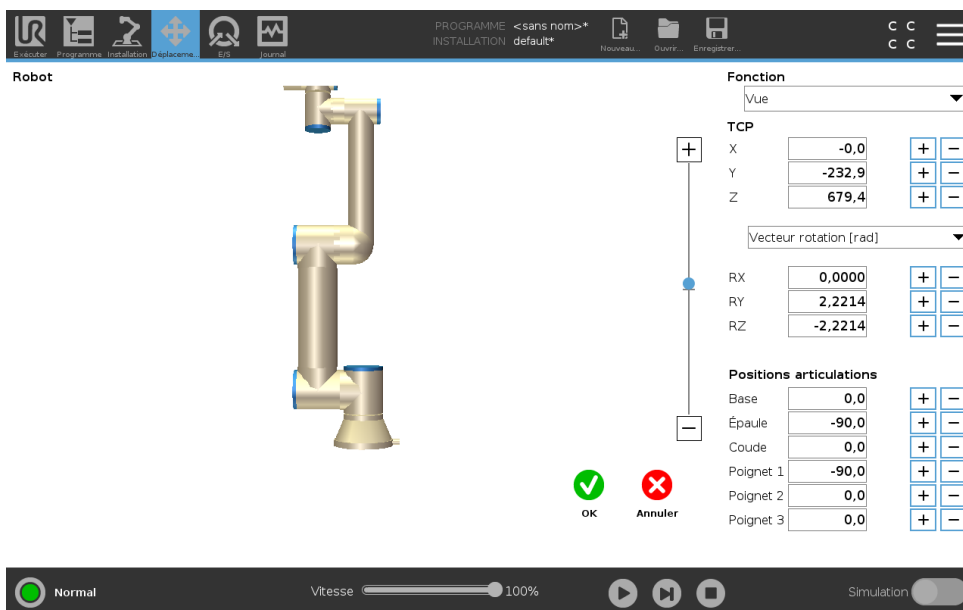 UR
PROGRAMME <sans nom>*
INSTALLATION default*
Exécuter Programme Installation Déplaceme... E/S Journal
Nouveau... Ouvrir... Enregistrer...
C C
C C
Robot
Fonction
Vue
TCP
X -0,0 + −
Y -232,9 + −
Z 679,4 + −
Vecteur rotation [rad]
RX 0,0000 + −
RY 2,2214 + −
RZ -2,2214 + −
Positions articulations
Base 0,0 + −
Épaule -90,0 + −
Coude 0,0 + −
Poignet 1 -90,0 + −
Poignet 2 0,0 + −
Poignet 3 0,0 + −
+
−
OK Annuler
Normal Vitesse 100% Simulation